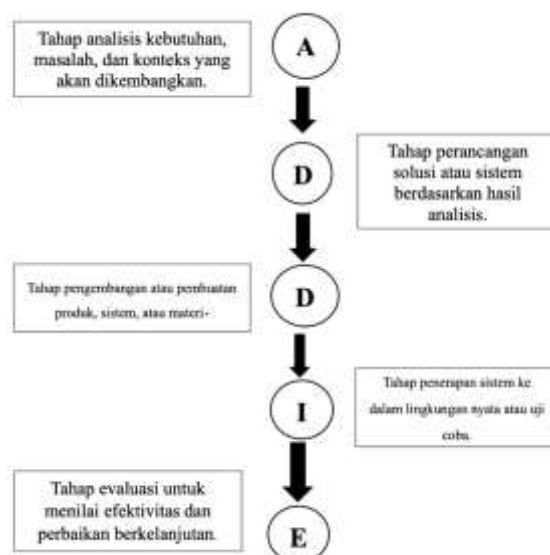 Tahap analisis kebutuhan,
masalah, dan konteks yang
akan dikembangkan.
A
D
Tahap perancangan
solusi atau sistem
berdasarkan hasil
analisis.
Tahap pengembangan atau pembuatan
produk, sistem, atau materi-
D
I
Tahap penerapan sistem ke
dalam lingkungan nyata atau uji
coba.
Tahap evaluasi untuk
menilai efektivitas dan
perbaikan berkelanjutan.
E